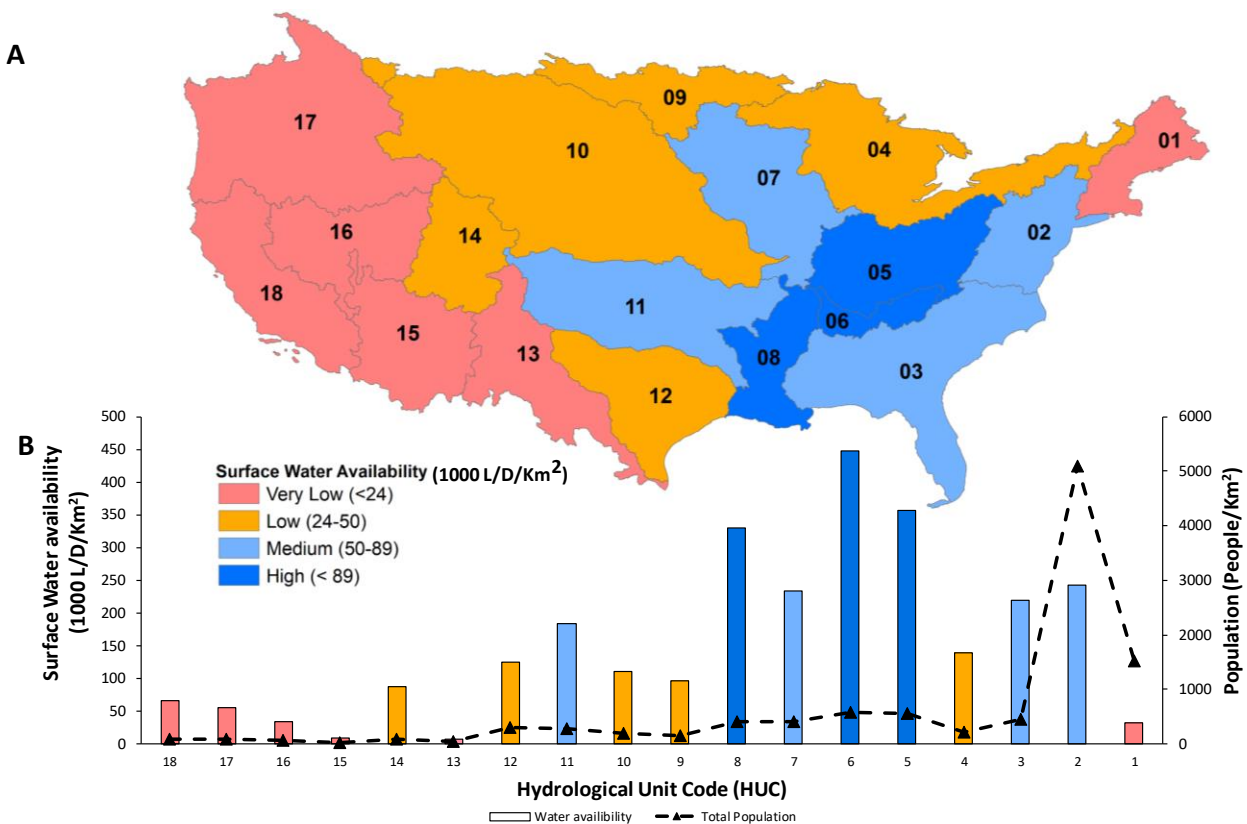 A
17
09
01
04
10
07
16
14
02
05
18
11
06
15
13
08
03
12
B
Surface Water Availability (1000 L/D/Km²)
Very Low (<24)
Low (24-50)
Medium (50-89)
High (< 89)
Surface Water availability
(1000 L/D/Km²)
500
450
400
350
300
250
200
150
100
50
0
6000
5000
4000
3000
2000
1000
0
Population (People/Km²)
18 17 16 15 14 13 12 11 10 9 8 7 6 5 4 3 2 1
Hydrological Unit Code (HUC)
Water availibility Total Population